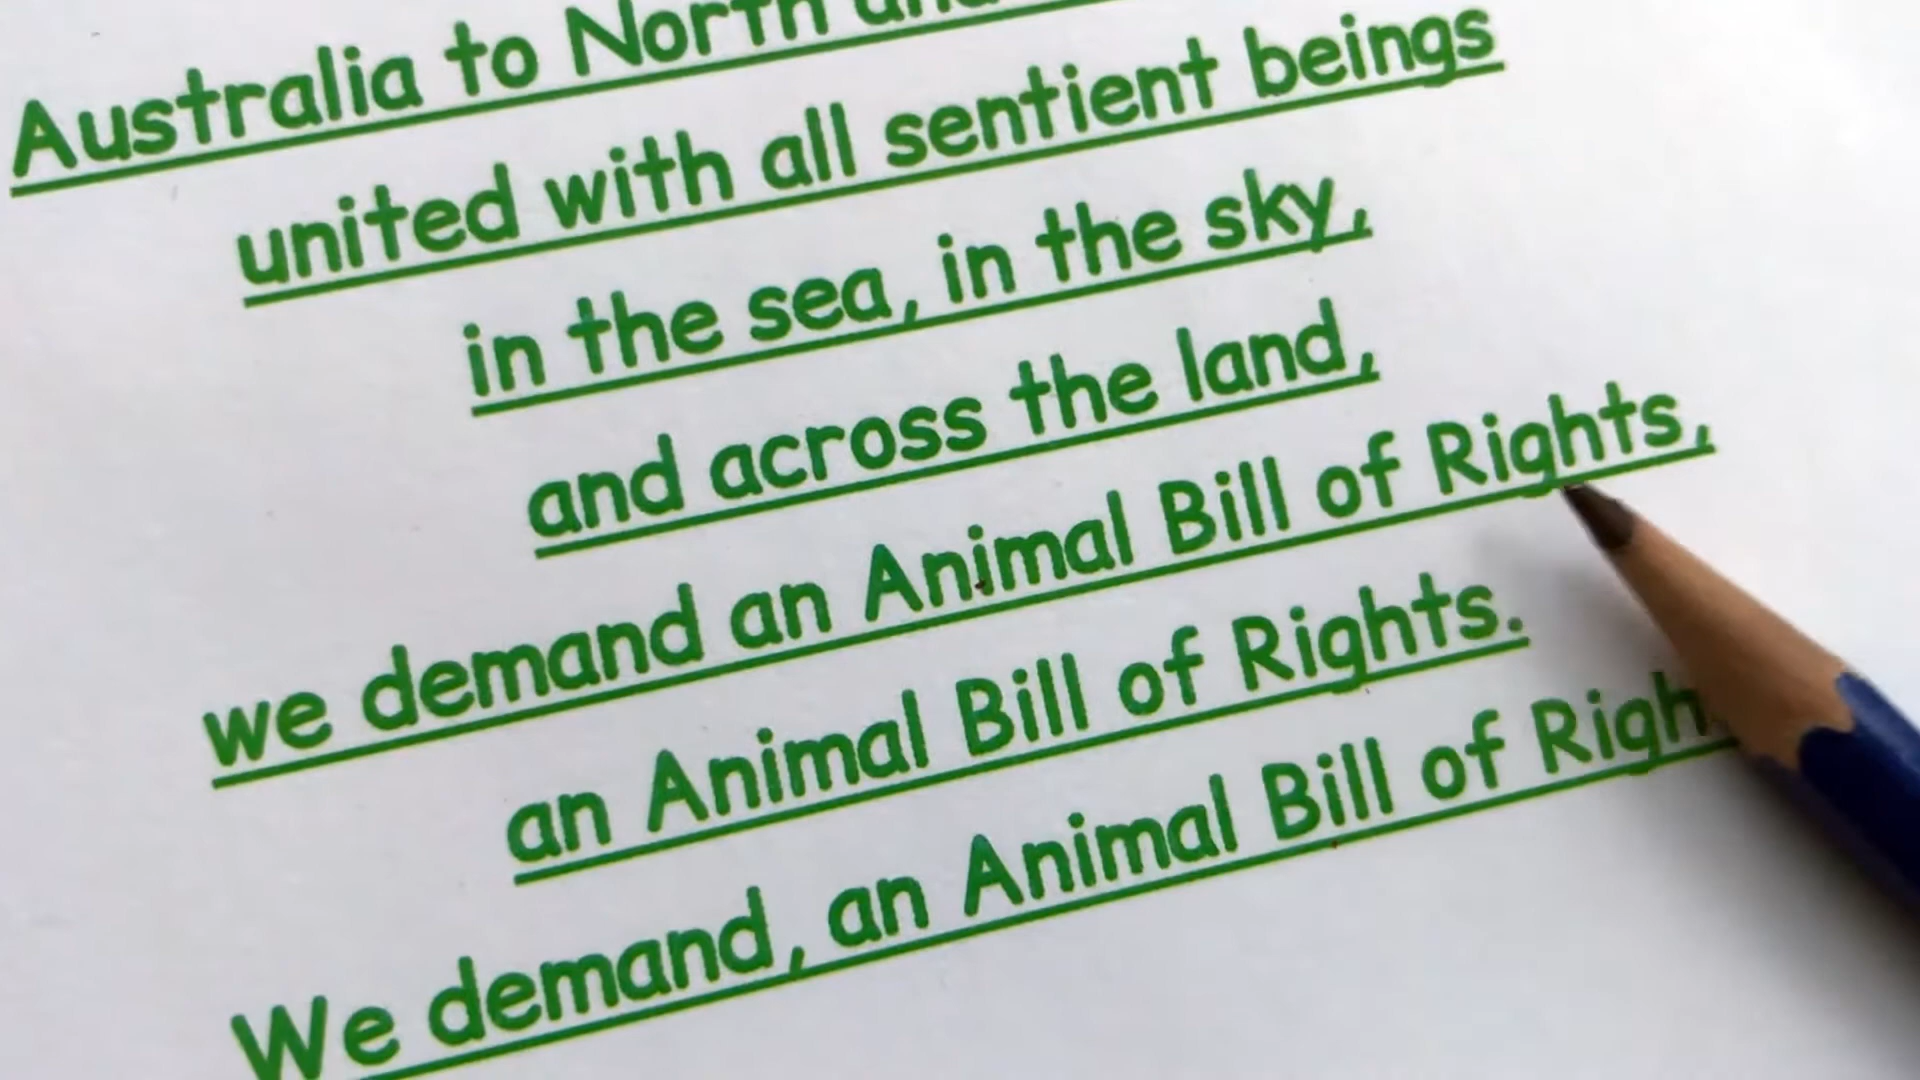 Australia to North and
united with all sentient beings
in the sea, in the sky,
and across the land,
we demand an Animal Bill of Rights,
an Animal Bill of Rights.
We demand, an Animal Bill of